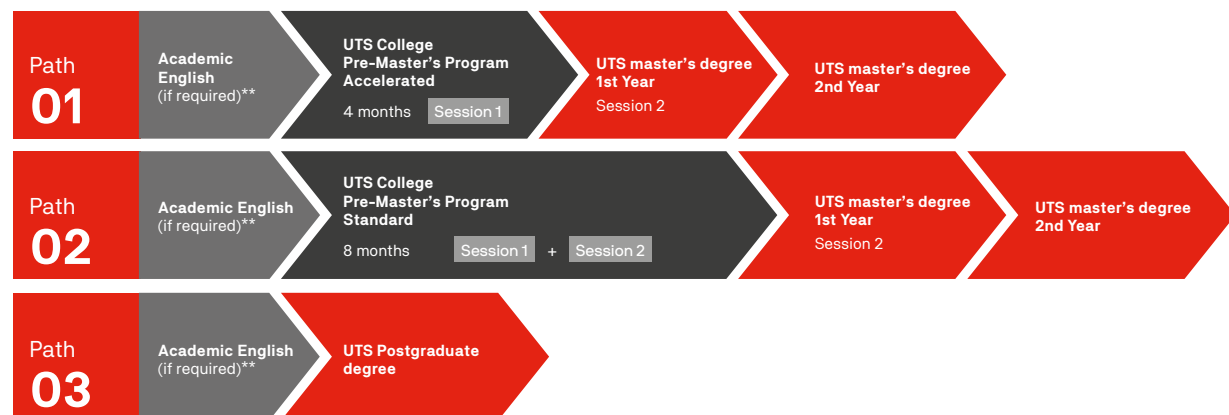 Path
01
Academic
English
(if required)**
UTS College
Pre-Master's Program
Accelerated
4 months Session 1
UTS master's degree
1st Year
Session 2
UTS master's degree
2nd Year
Path
02
Academic English
(if required)**
UTS College
Pre-Master's Program
Standard
8 months Session 1 + Session 2
UTS master's degree
1st Year
Session 2
UTS master's degree
2nd Year
Path
03
Academic English
(if required)**
UTS Postgraduate
degree